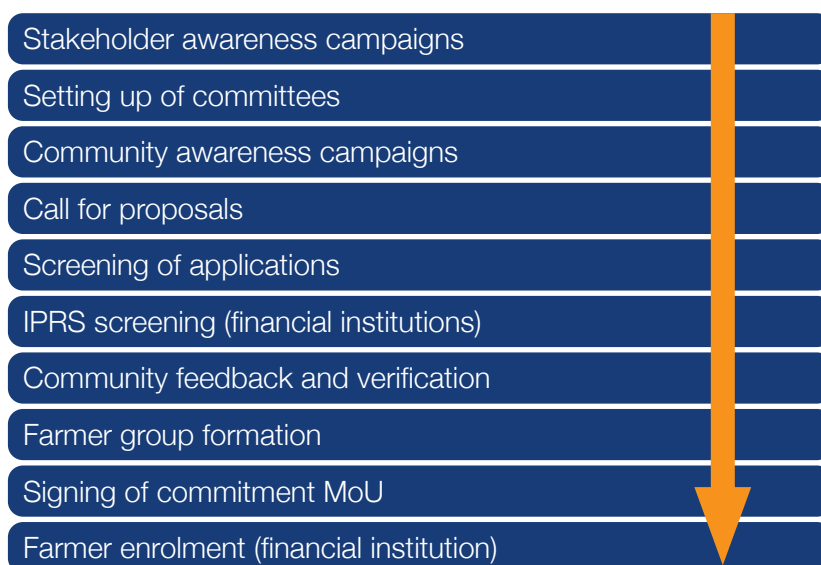 Stakeholder awareness campaigns
Setting up of committees
Community awareness campaigns
Call for proposals
Screening of applications
IPRS screening (financial institutions)
Community feedback and verification
Farmer group formation
Signing of commitment MoU
Farmer enrolment (financial institution)